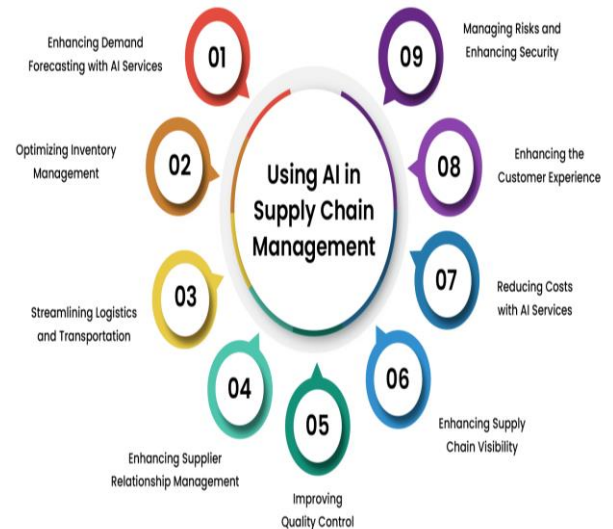 Using AI in
Supply Chain
Management
01
Enhancing Demand
Forecasting with AI Services
02
Optimizing Inventory
Management
03
Streamlining Logistics
and Transportation
04
Enhancing Supplier
Relationship Management
05
Improving
Quality Control
06
Enhancing Supply
Chain Visibility
07
Reducing Costs
with AI Services
08
Enhancing the
Customer Experience
09
Managing Risks and
Enhancing Security